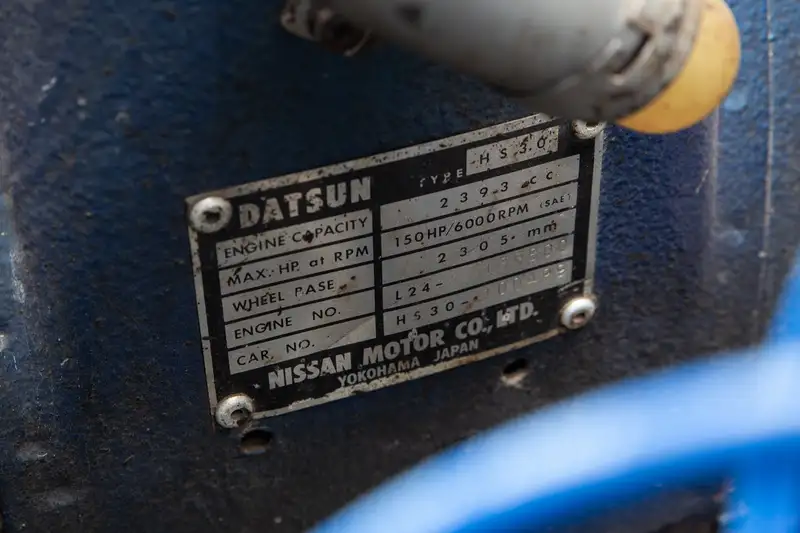 DATSUN TYPE HS30
ENGINE CAPACITY 2393 cc
MAX. HP at RPM 150HP/6000RPM (SAE)
WHEEL BASE 2305. mm
ENGINE NO. L24-
CAR. NO. HS30-
NISSAN MOTOR CO., LTD.
YOKOHAMA JAPAN